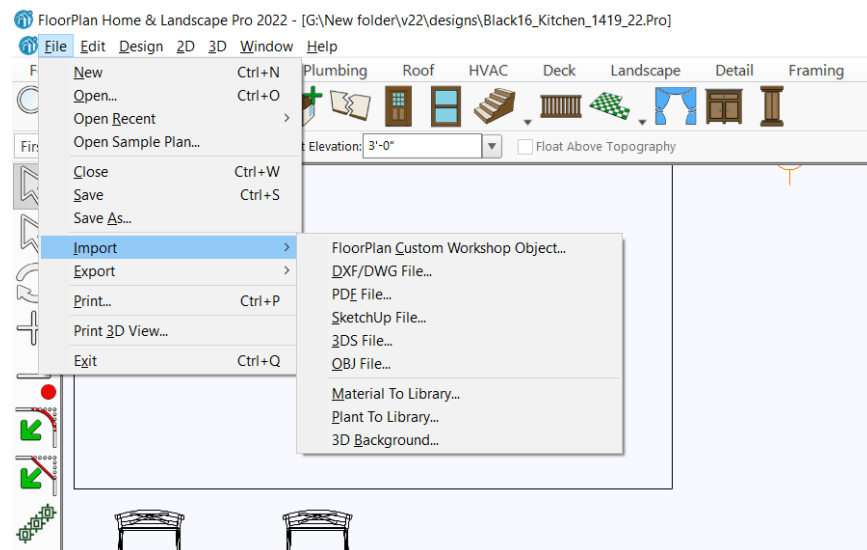 FloorPlan Home & Landscape Pro 2022 - [G:\New folder\v22\designs\Black16_Kitchen_1419_22.Pro]
File Edit Design 2D 3D Window Help
Plumbing Roof HVAC Deck Landscape Detail Framing
New Ctrl+N
Open... Ctrl+O
Open Recent
Open Sample Plan...
Elevation: 3'-0" Float Above Topography
Close Ctrl+W
Save Ctrl+S
Save As...
Import
Export
Print... Ctrl+P
Print 3D View...
Exit Ctrl+Q
FloorPlan Custom Workshop Object...
DXF/DWG File...
PDF File...
SketchUp File...
3DS File...
OBJ File...
Material To Library...
Plant To Library...
3D Background...